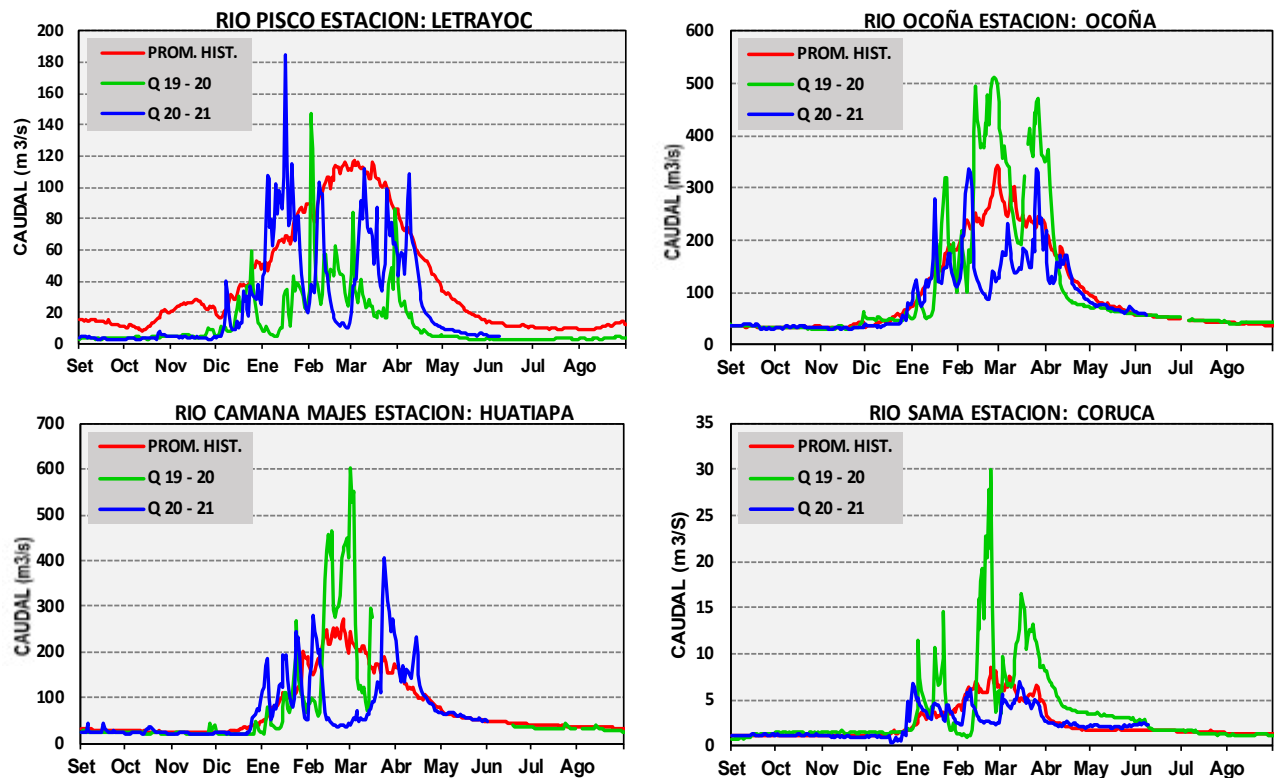 RIO PISCO ESTACION: LETRAYOC
CAUDAL (m 3/s)
200
180
160
140
120
100
80
60
40
20
0
PROM. HIST.
Q 19 - 20
Q 20 - 21
Set Oct Nov Dic Ene Feb Mar Abr May Jun Jul Ago
RIO OCOÑA ESTACION: OCOÑA
CAUDAL (m3/s)
600
500
400
300
200
100
0
PROM. HIST.
Q 19 - 20
Q 20 - 21
Set Oct Nov Dic Ene Feb Mar Abr May Jun Jul Ago
RIO CAMANA MAJES ESTACION: HUATIAPA
CAUDAL (m3/s)
700
600
500
400
300
200
100
0
PROM. HIST.
Q 19 - 20
Q 20 - 21
Set Oct Nov Dic Ene Feb Mar Abr May Jun Jul Ago
RIO SAMA ESTACION: CORUCA
CAUDAL (m 3/S)
35
30
25
20
15
10
5
0
PROM. HIST.
Q 19 - 20
Q 20 - 21
Set Oct Nov Dic Ene Feb Mar Abr May Jun Jul Ago